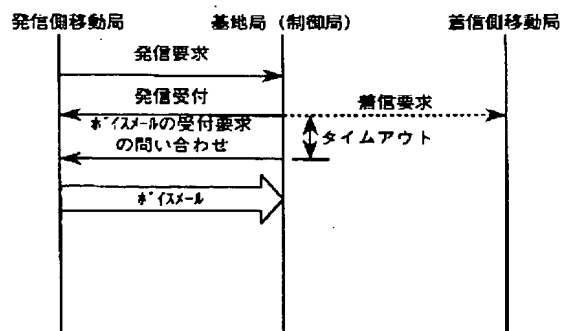 発信側移動局
基地局（制御局）
着信側移動局
発信要求
発信受付
着信要求
ﾎﾞｲｽﾒｰﾙの受付要求
の問い合わせ
タイムアウト
ﾎﾞｲｽﾒｰﾙ